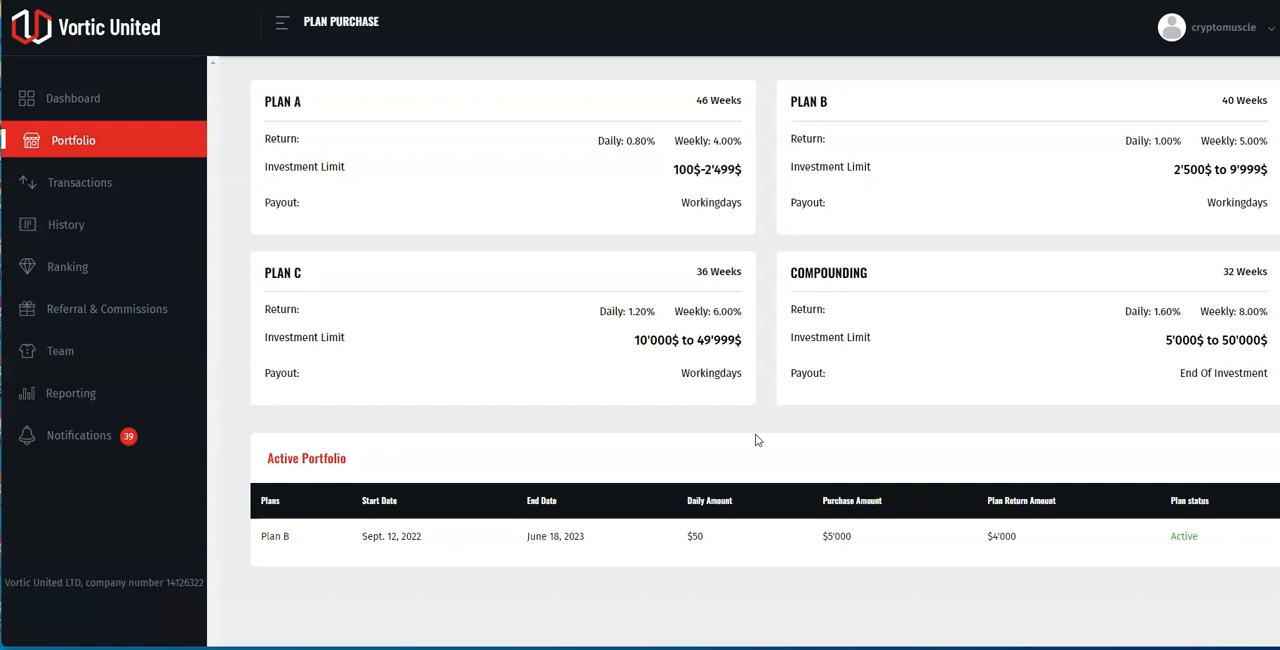 Vortic United
PLAN PURCHASE
cryptomuscle
Dashboard
Portfolio
Transactions
History
Ranking
Referral & Commissions
Team
Reporting
Notifications 39
Vortic United LTD, company number 14126322
PLAN A 46 Weeks
Return: Daily: 0.80% Weekly: 4.00%
Investment Limit 100$-2'499$
Payout: Workingdays
PLAN B 40 Weeks
Return: Daily: 1.00% Weekly: 5.00%
Investment Limit 2'500$ to 9'999$
Payout: Workingdays
PLAN C 36 Weeks
Return: Daily: 1.20% Weekly: 6.00%
Investment Limit 10'000$ to 49'999$
Payout: Workingdays
COMPOUNDING 32 Weeks
Return: Daily: 1.60% Weekly: 8.00%
Investment Limit 5'000$ to 50'000$
Payout: End Of Investment
Active Portfolio
Plans Start Date End Date Daily Amount Purchase Amount Plan Return Amount Plan status
Plan B Sept. 12, 2022 June 18, 2023 $50 $5'000 $4'000 Active